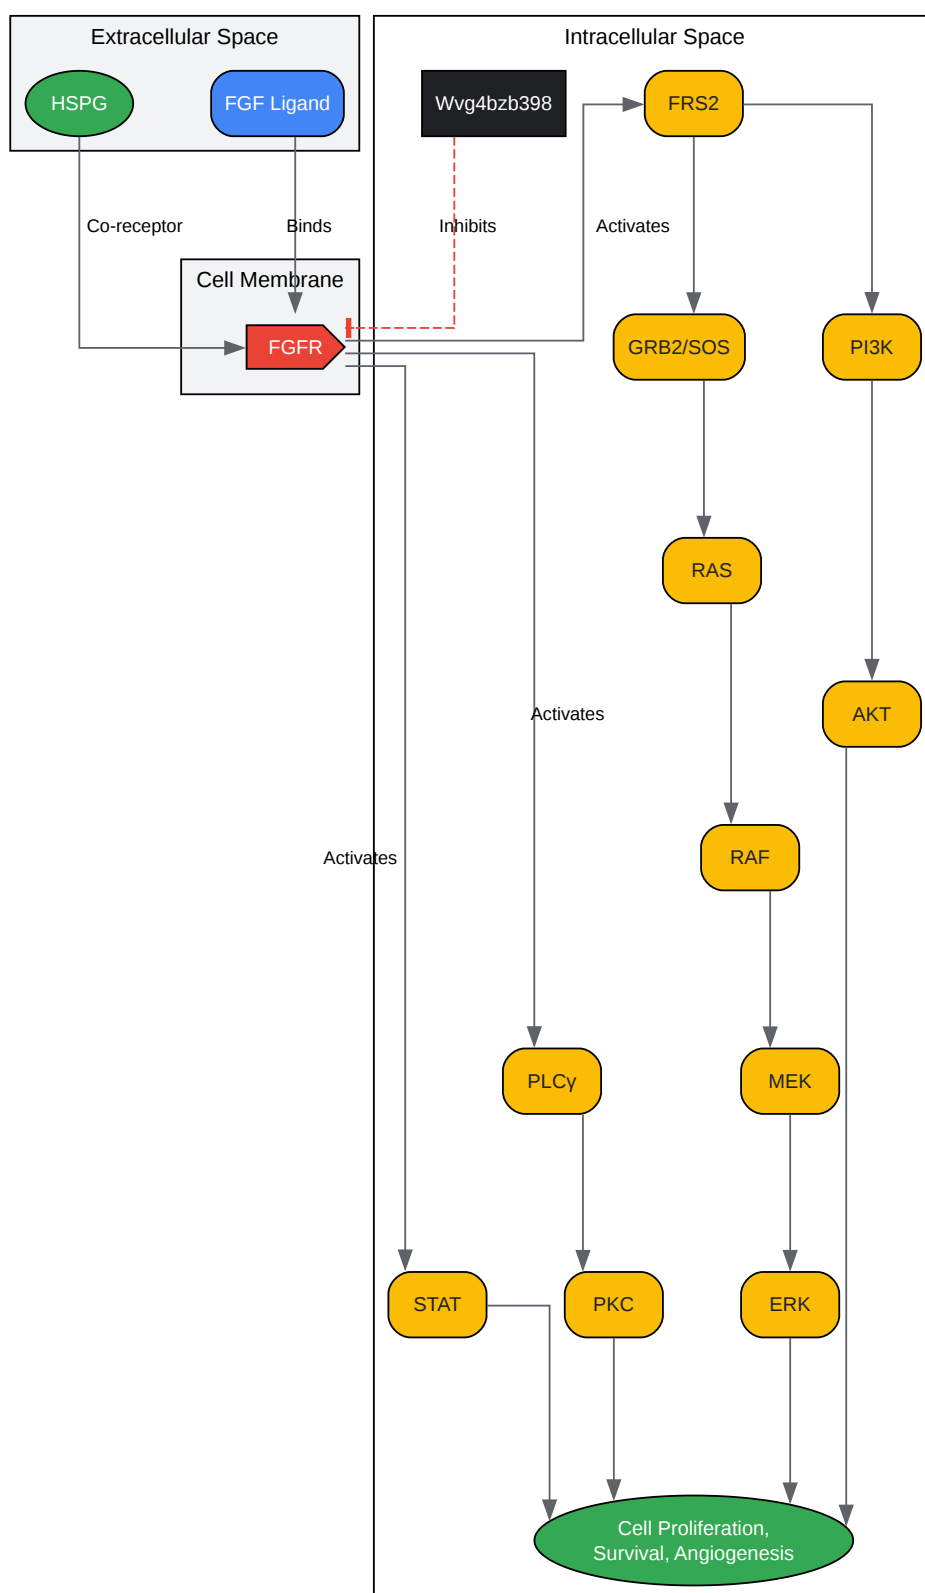 Extracellular Space
Intracellular Space
HSPG
FGF Ligand
Wvg4bzb398
FRS2
Co-receptor
Binds
Inhibits
Activates
Cell Membrane
FGFR
GRB2/SOS
PI3K
RAS
Activates
AKT
Activates
RAF
PLCγ
MEK
STAT
PKC
ERK
Cell Proliferation,
Survival, Angiogenesis